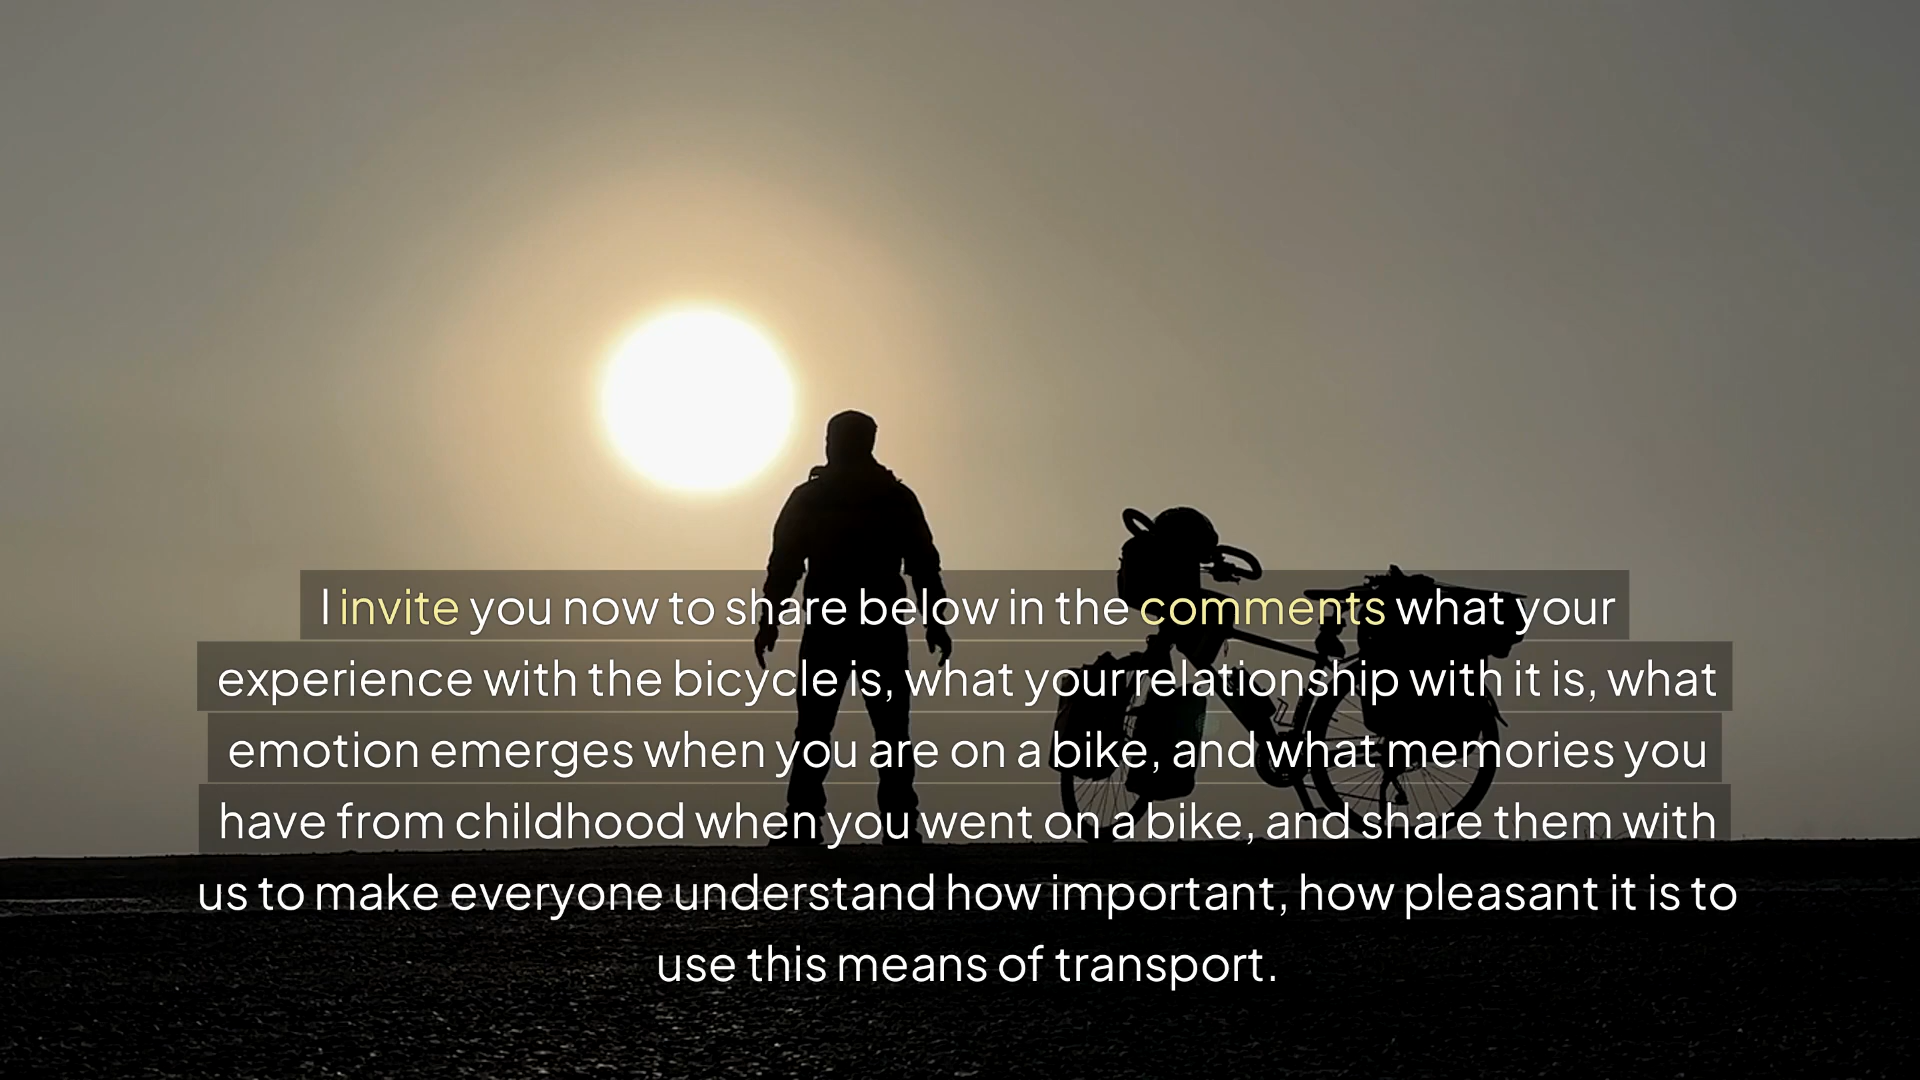 I invite you now to share below in the comments what your
experience with the bicycle is, what your relationship with it is, what
emotion emerges when you are on a bike, and what memories you
have from childhood when you went on a bike, and share them with
us to make everyone understand how important, how pleasant it is to
use this means of transport.